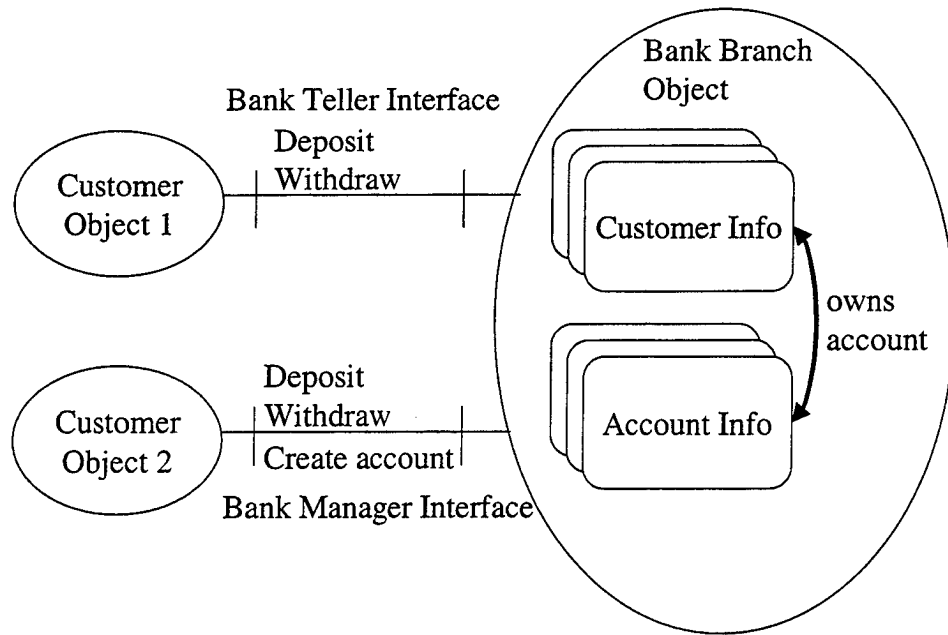 Bank Branch
Object
Bank Teller Interface
Deposit
Withdraw
Customer
Object 1
Customer Info
owns
account
Deposit
Withdraw
Create account
Customer
Object 2
Account Info
Bank Manager Interface